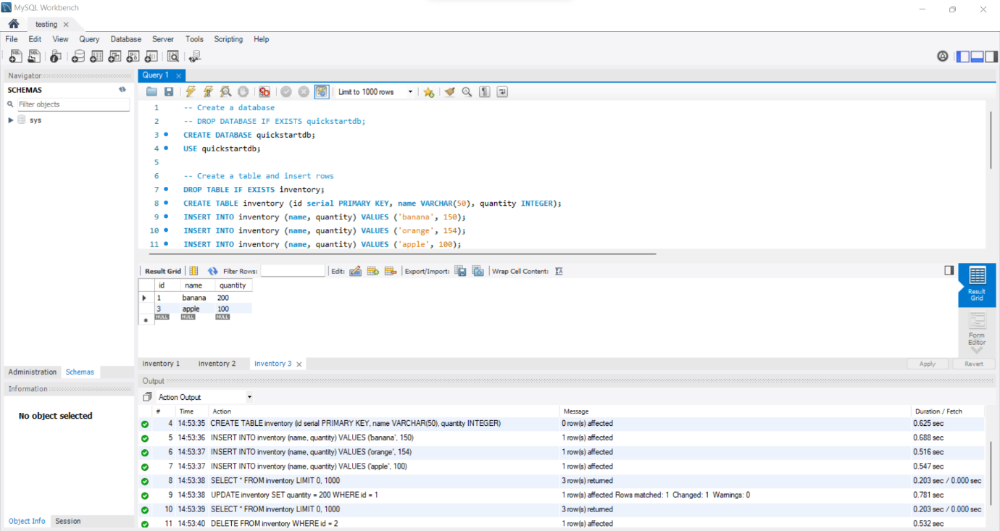 MySQL Workbench
testing
File Edit View Query Database Server Tools Scripting Help
Navigator
SCHEMAS
Filter objects
sys
Administration Schemas
Information
No object selected
Object Info Session
Query 1
Limit to 1000 rows
1 -- Create a database
2 -- DROP DATABASE IF EXISTS quickstartdb;
3 CREATE DATABASE quickstartdb;
4 USE quickstartdb;
5
6 -- Create a table and insert rows
7 DROP TABLE IF EXISTS inventory;
8 CREATE TABLE inventory (id serial PRIMARY KEY, name VARCHAR(50), quantity INTEGER);
9 INSERT INTO inventory (name, quantity) VALUES ('banana', 150);
10 INSERT INTO inventory (name, quantity) VALUES ('orange', 154);
11 INSERT INTO inventory (name, quantity) VALUES ('apple', 100);
Result Grid Filter Rows: Edit: Export/Import: Wrap Cell Content:
id name quantity
1 banana 200
3 apple 100
NULL NULL NULL
Result
Grid
Form
Editor
inventory 1 inventory 2 inventory 3 Apply Revert
Output
Action Output
# Time Action Message Duration / Fetch
4 14:53:35 CREATE TABLE inventory (id serial PRIMARY KEY, name VARCHAR(50), quantity INTEGER) 0 row(s) affected 0.625 sec
5 14:53:36 INSERT INTO inventory (name, quantity) VALUES ('banana', 150) 1 row(s) affected 0.688 sec
6 14:53:37 INSERT INTO inventory (name, quantity) VALUES ('orange', 154) 1 row(s) affected 0.516 sec
7 14:53:37 INSERT INTO inventory (name, quantity) VALUES ('apple', 100) 1 row(s) affected 0.547 sec
8 14:53:38 SELECT * FROM inventory LIMIT 0, 1000 3 row(s) returned 0.203 sec / 0.000 sec
9 14:53:38 UPDATE inventory SET quantity = 200 WHERE id = 1 1 row(s) affected Rows matched: 1 Changed: 1 Warnings: 0 0.781 sec
10 14:53:39 SELECT * FROM inventory LIMIT 0, 1000 3 row(s) returned 0.203 sec / 0.000 sec
11 14:53:40 DELETE FROM inventory WHERE id = 2 1 row(s) affected 0.532 sec